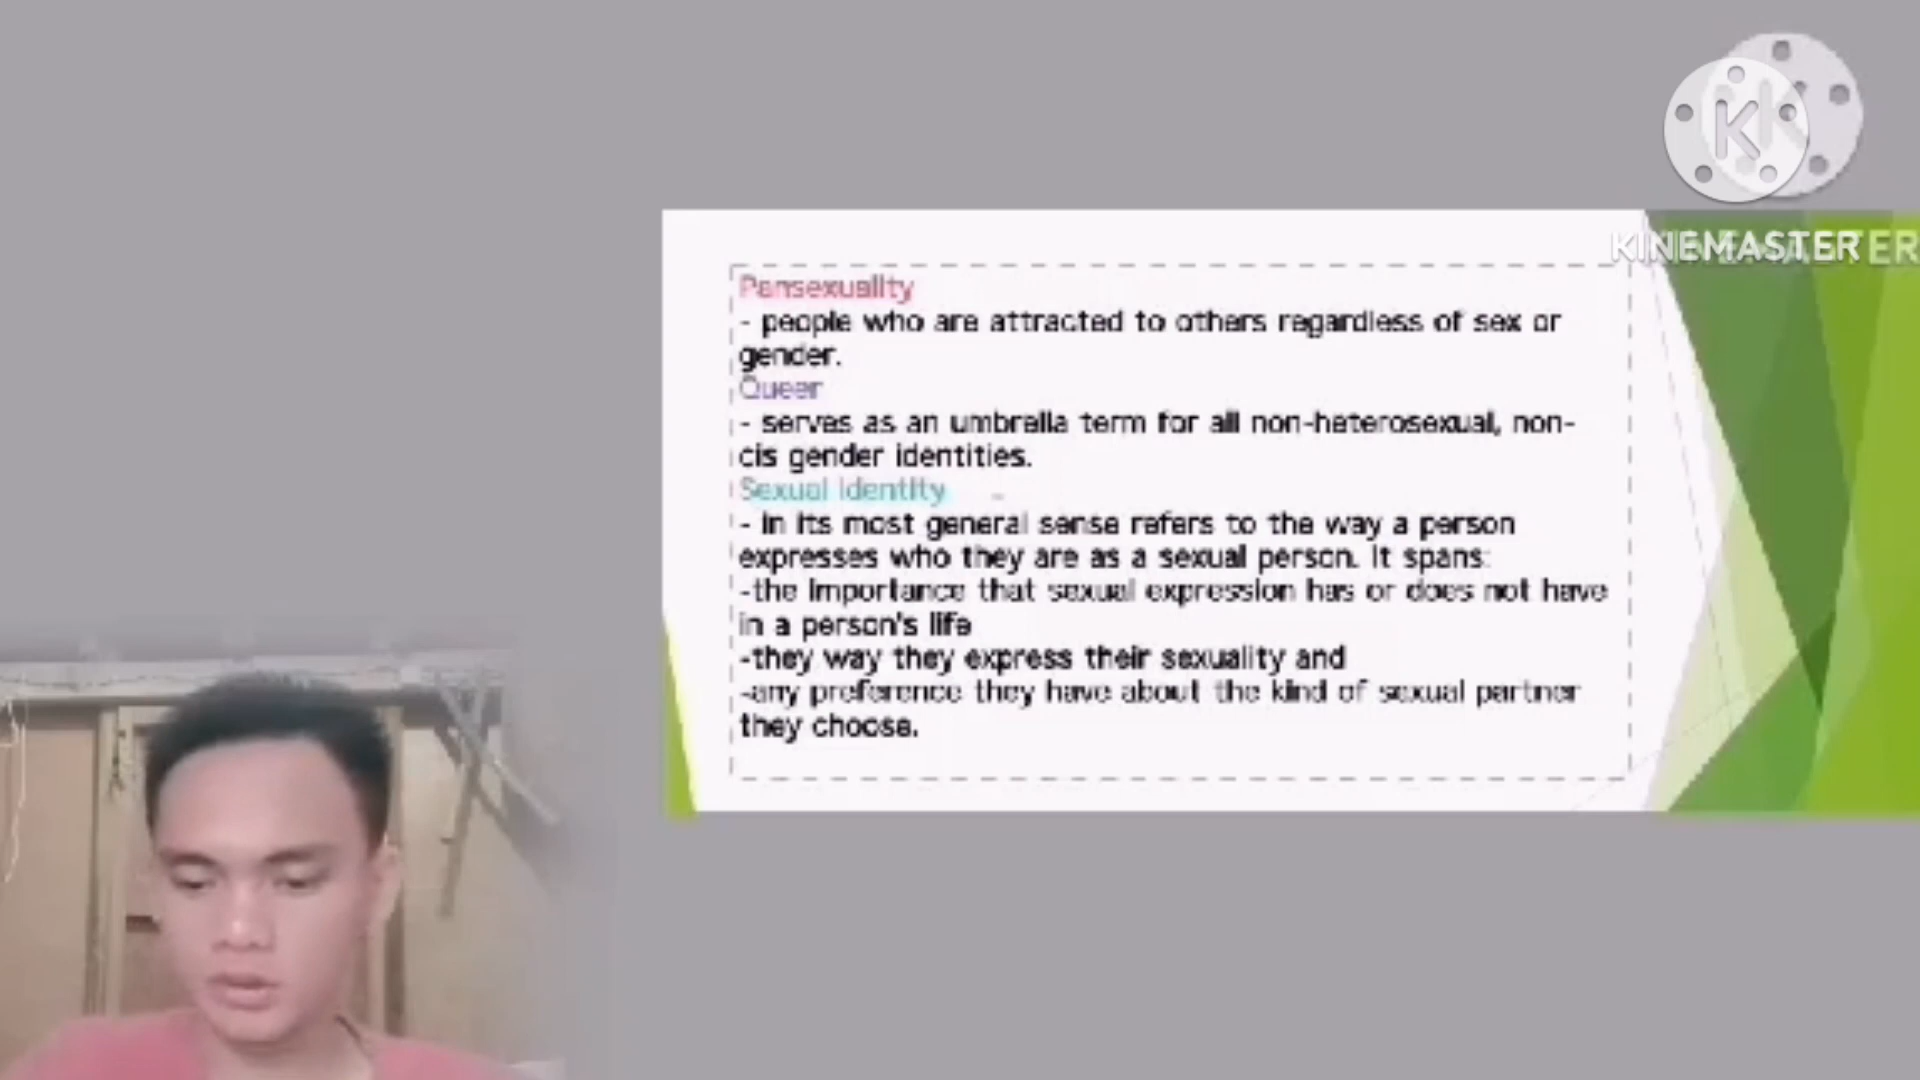 KINEMASTER
Pansexuality
- people who are attracted to others regardless of sex or
gender.
Queer
- serves as an umbrella term for all non-heterosexual, non-
cis gender identities.
Sexual Identity
- in its most general sense refers to the way a person
expresses who they are as a sexual person. It spans:
-the importance that sexual expression has or does not have
in a person's life
-they way they express their sexuality and
-any preference they have about the kind of sexual partner
they choose.